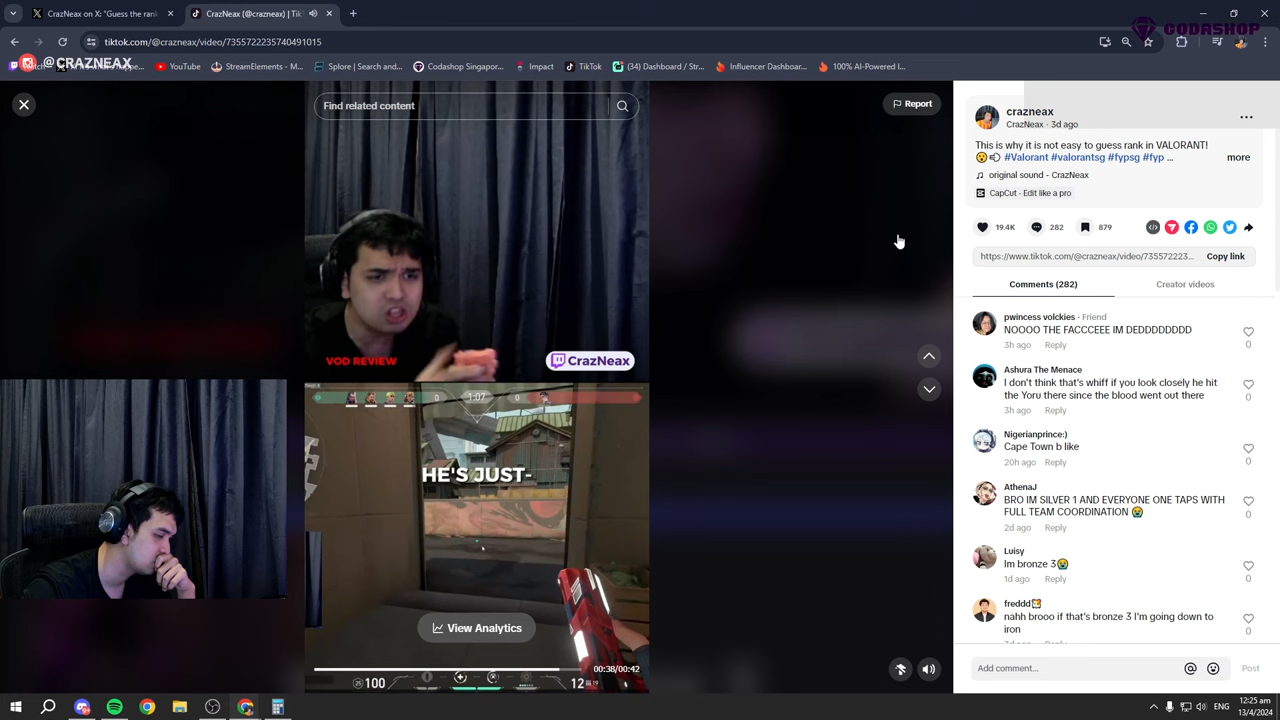 CrazNeax on X: "Guess the rank
CrazNeax (@crazneax) | Tik
tiktok.com/@crazneax/video/7355722235740491015
GODASHOP
@CRAZNEAX
YouTube
StreamElements - M...
Splore | Search and...
Codashop Singapor...
Impact
TikTok
(34) Dashboard / Str...
Influencer Dashboar...
100% AI-Powered I...
Find related content
Report
VOD REVIEW
CrazNeax
0
1:07
0
HE'S JUST-
View Analytics
00:38/00:42
25
100
12
19
crazneax
CrazNeax · 3d ago
This is why it is not easy to guess rank in VALORANT!
#Valorant #valorantsg #fypsg #fyp ...
more
original sound - CrazNeax
CapCut · Edit like a pro
19.4K
282
879
https://www.tiktok.com/@crazneax/video/735572223...
Copy link
Comments (282)
Creator videos
pwincess volckies · Friend
NOOOO THE FACCCEEE IM DEDDDDDDDD
3h ago Reply
0
Ashura The Menace
I don't think that's whiff if you look closely he hit
the Yoru there since the blood went out there
3h ago Reply
0
Nigerianprince:)
Cape Town b like
20h ago Reply
0
AthenaJ
BRO IM SILVER 1 AND EVERYONE ONE TAPS WITH
FULL TEAM COORDINATION 😭
2d ago Reply
0
Luisy
Im bronze 3😭
1d ago Reply
0
freddd
nahh brooo if that's bronze 3 I'm going down to
iron
Reply
0
Add comment...
Post
ENG
12:25 am
13/4/2024